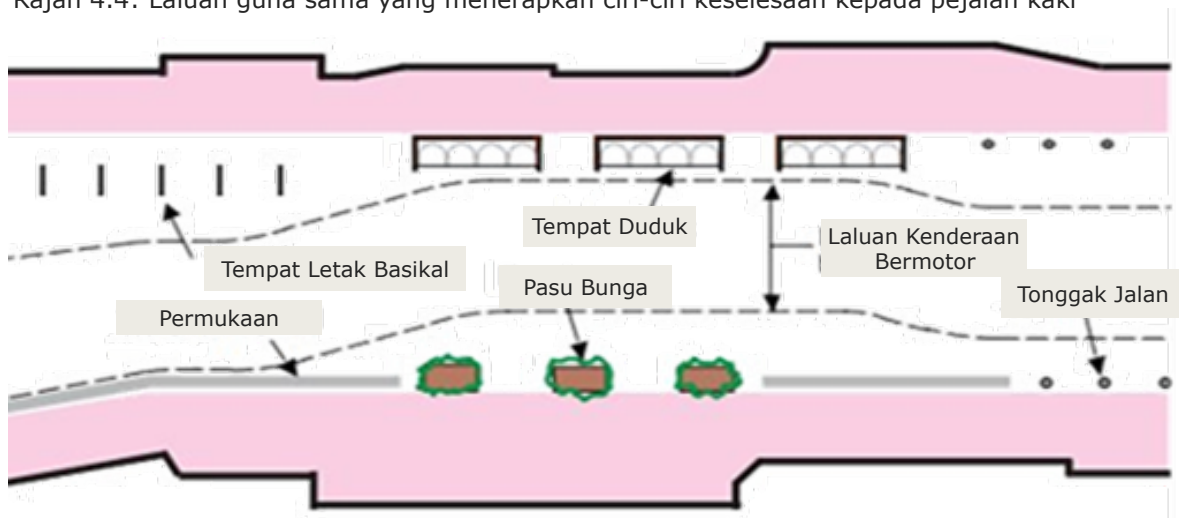 Rajah 4.4: Laluan guna sama yang menerapkan ciri-ciri keselesaan kepada pejalan kaki
Tempat Duduk
Laluan Kenderaan
Bermotor
Tempat Letak Basikal
Pasu Bunga
Tonggak Jalan
Permukaan